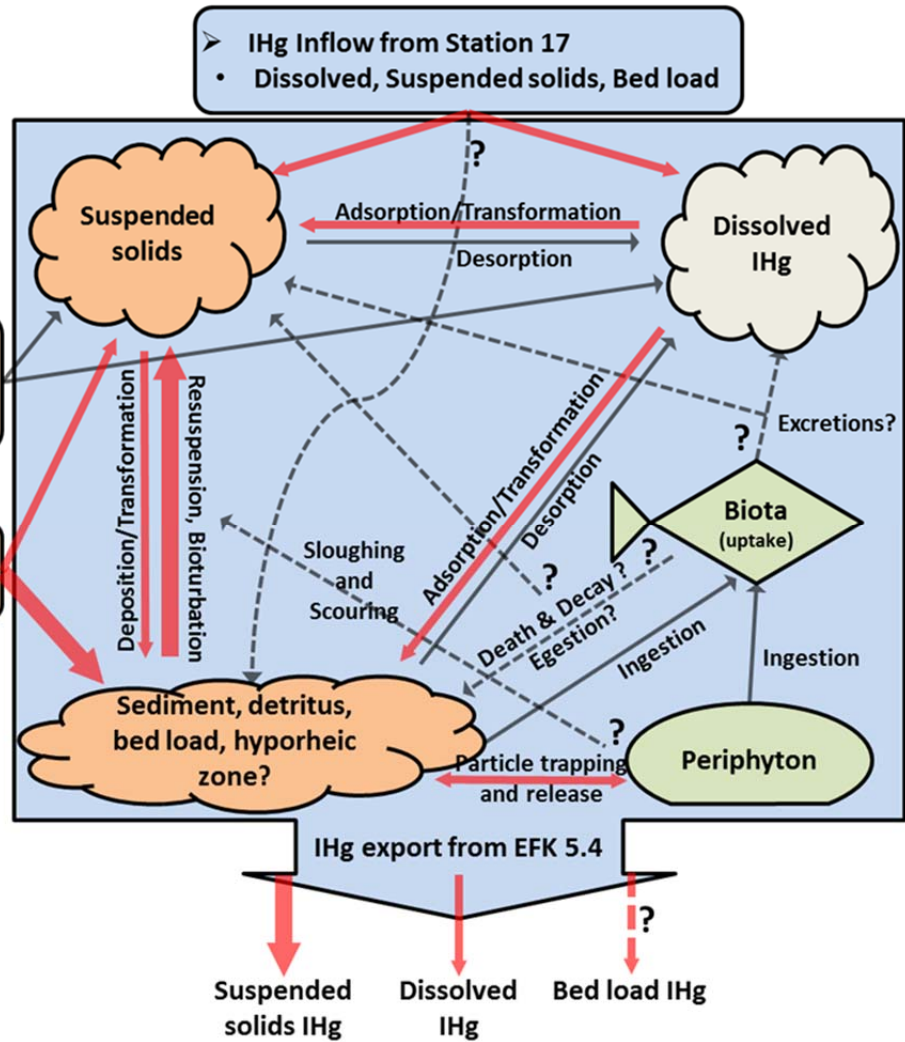 ➢ IHg Inflow from Station 17
• Dissolved, Suspended solids, Bed load
?
Suspended
solids
Adsorption/Transformation
Desorption
Dissolved
IHg
Deposition/Transformation
Resuspension, Bioturbation
Adsorption/Transformation
Desorption
Excretions?
?
Biota
(uptake)
Sloughing
and
Scouring
?
?
Death & Decay ?
Egestion?
Ingestion
Ingestion
Sediment, detritus,
bed load, hyporheic
zone?
?
Particle trapping
and release
Periphyton
IHg export from EFK 5.4
?
Suspended
solids IHg
Dissolved
IHg
Bed load IHg